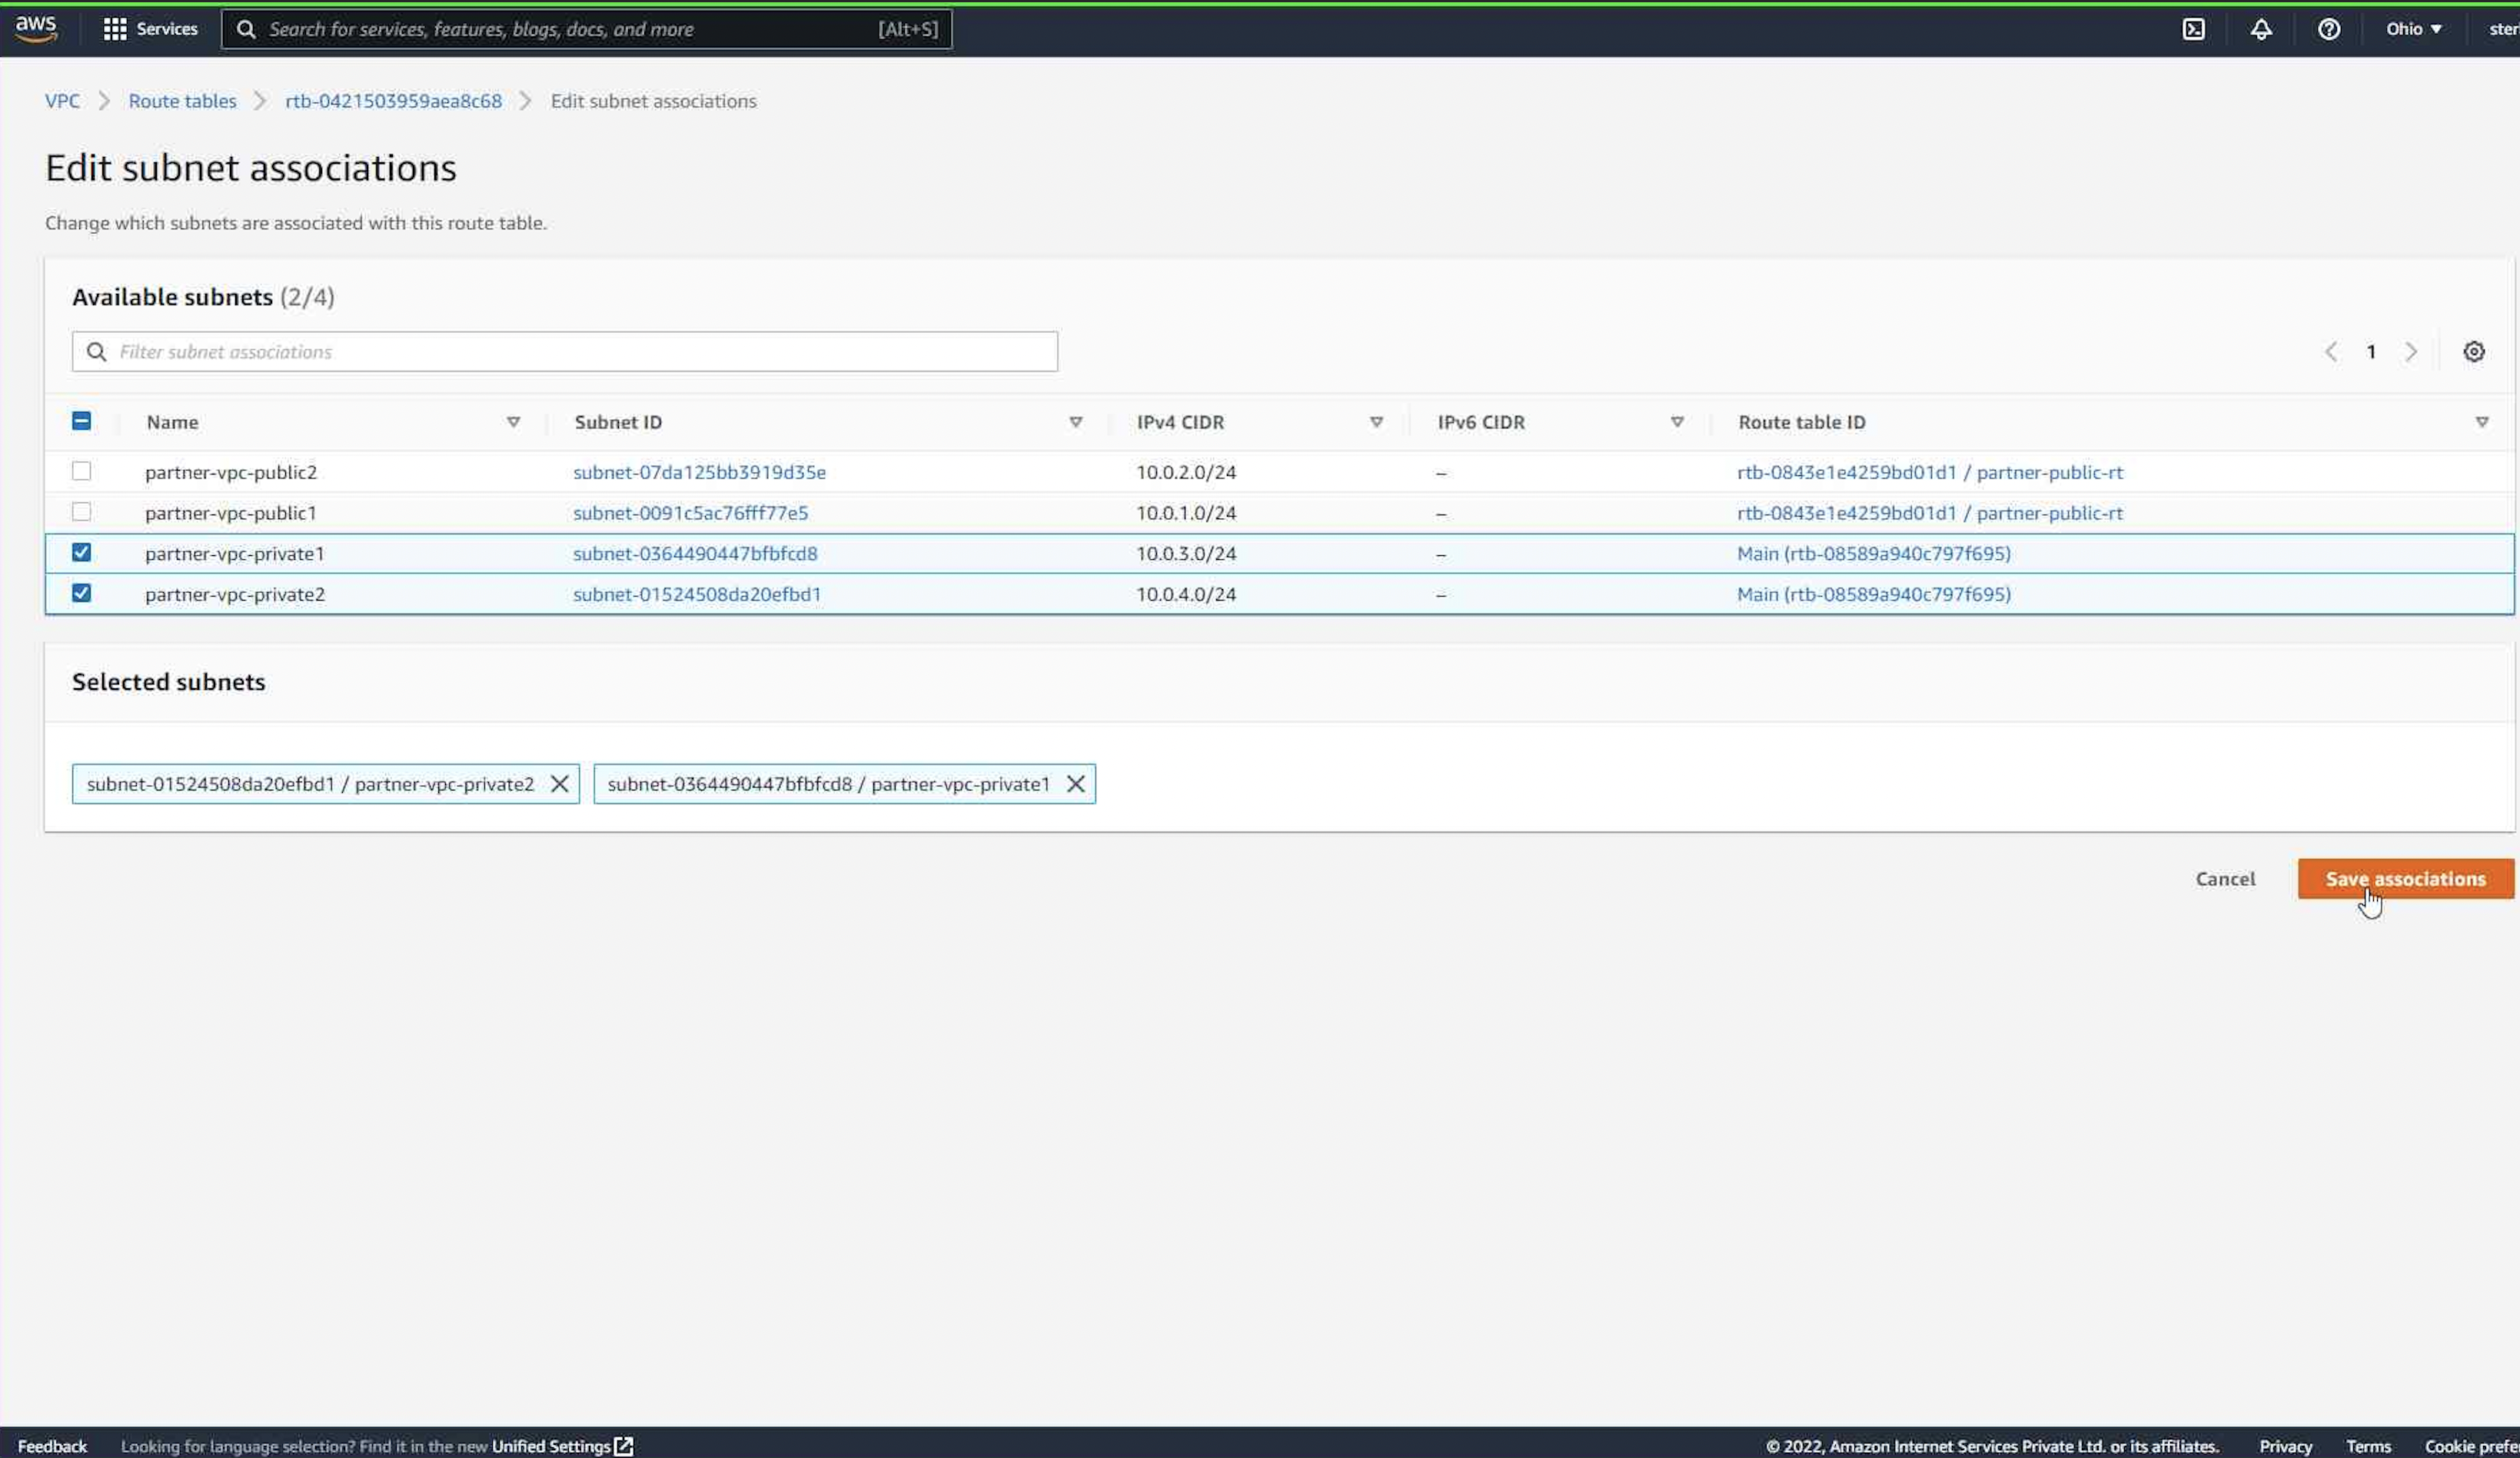 aws Services Search for services, features, blogs, docs, and more [Alt+S] Ohio
VPC Route tables rtb-0421503959aea8c68 Edit subnet associations
Edit subnet associations
Change which subnets are associated with this route table.
Available subnets (2/4)
Filter subnet associations 1
Name Subnet ID IPv4 CIDR IPv6 CIDR Route table ID
partner-vpc-public2 subnet-07da125bb3919d35e 10.0.2.0/24 – rtb-0843e1e4259bd01d1 / partner-public-rt
partner-vpc-public1 subnet-0091c5ac76fff77e5 10.0.1.0/24 – rtb-0843e1e4259bd01d1 / partner-public-rt
partner-vpc-private1 subnet-0364490447bfbfcd8 10.0.3.0/24 – Main (rtb-08589a940c797f695)
partner-vpc-private2 subnet-01524508da20efbd1 10.0.4.0/24 – Main (rtb-08589a940c797f695)
Selected subnets
subnet-01524508da20efbd1 / partner-vpc-private2 subnet-0364490447bfbfcd8 / partner-vpc-private1
Cancel Save associations
Feedback Looking for language selection? Find it in the new Unified Settings © 2022, Amazon Internet Services Private Ltd. or its affiliates. Privacy Terms Cookie